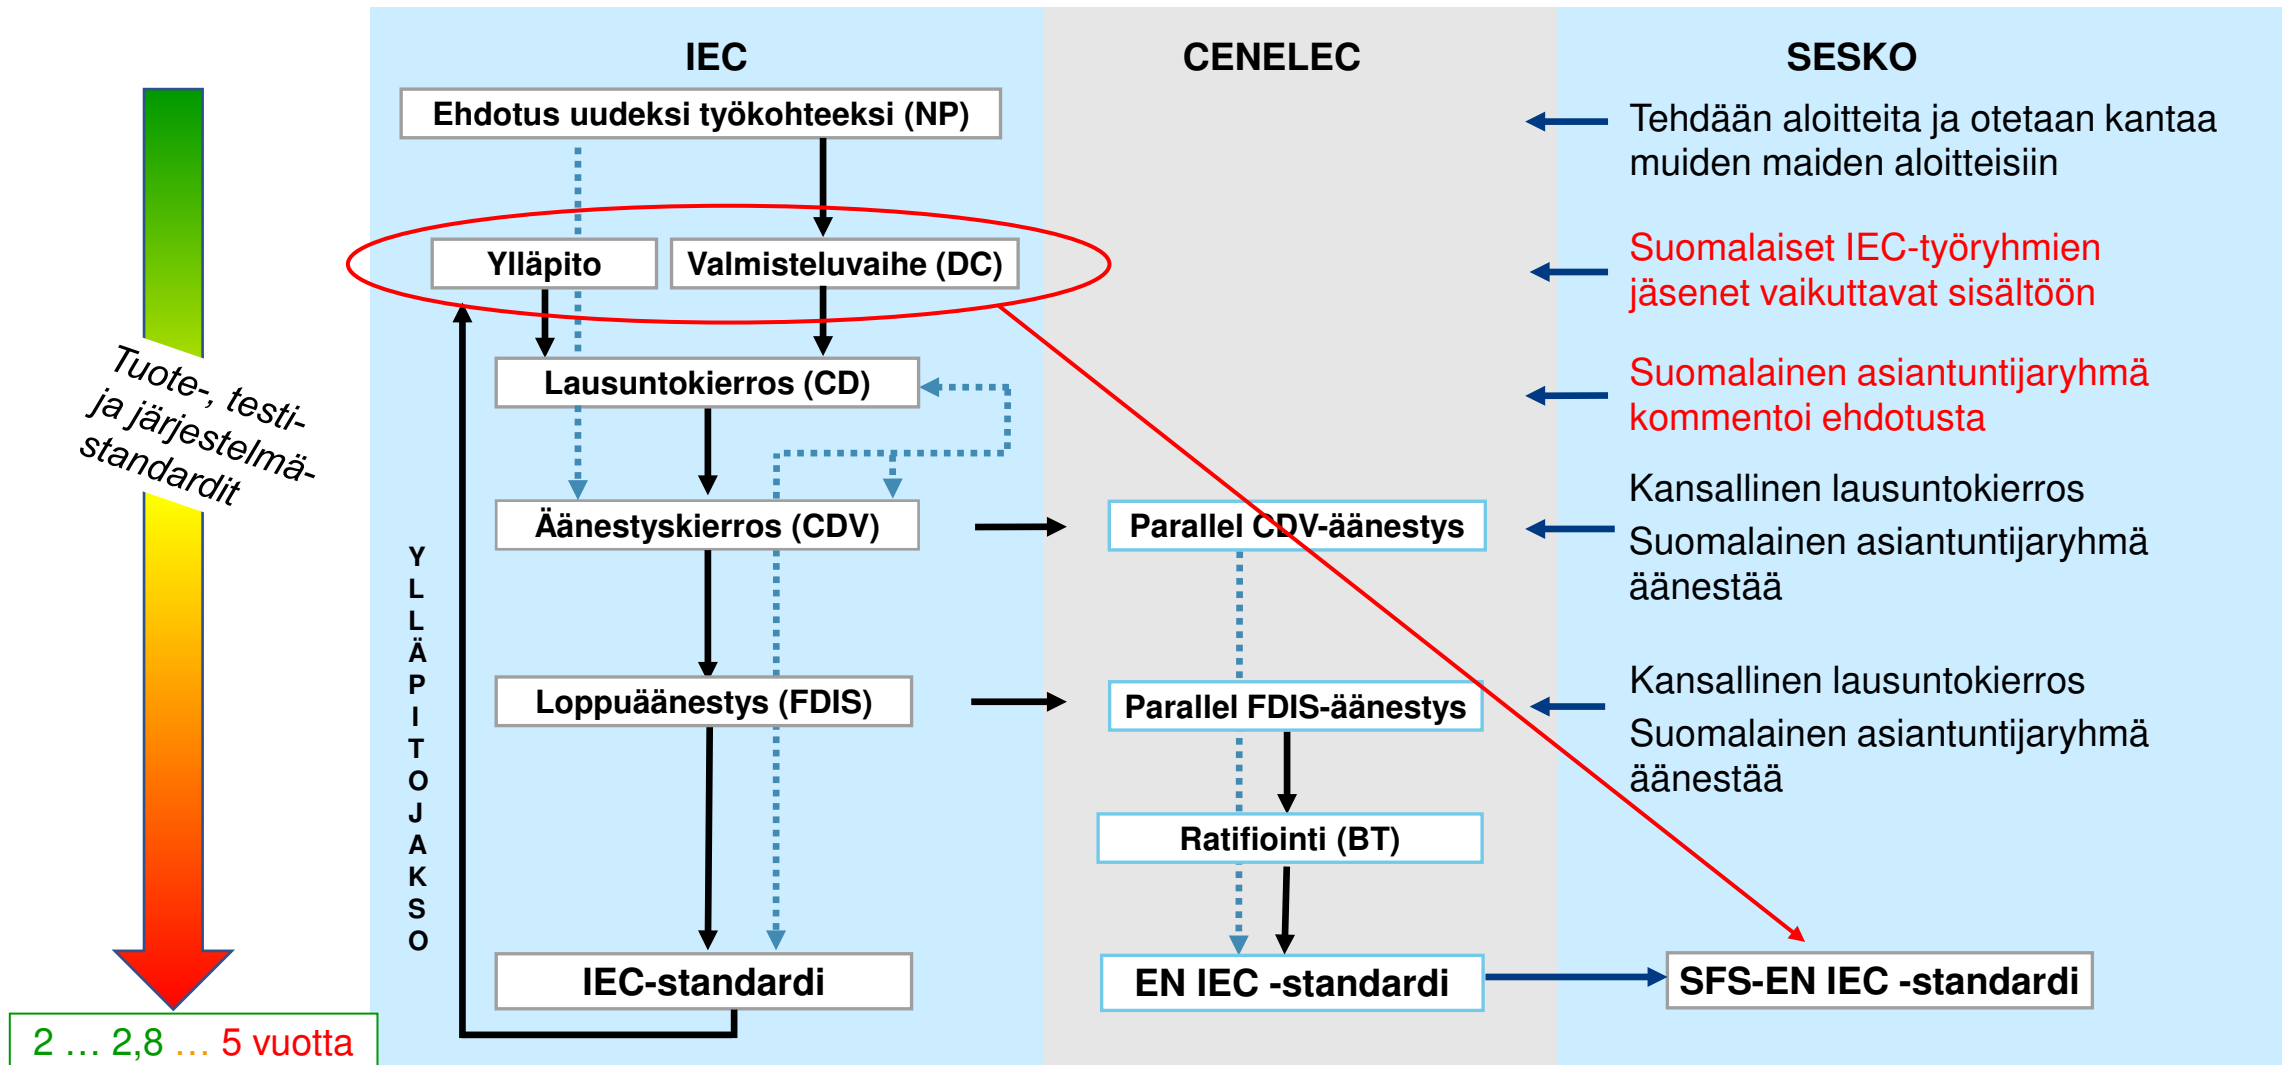 IEC
CENELEC
SESKO
Ehdotus uudeksi työkohteeksi (NP)
Tehdään aloitteita ja otetaan kantaa
muiden maiden aloitteisiin
Ylläpito
Valmisteluvaihe (DC)
Suomalaiset IEC-työryhmien
jäsenet vaikuttavat sisältöön
Lausuntokierros (CD)
Suomalainen asiantuntijaryhmä
kommentoi ehdotusta
Tuote-, testi-
ja järjestelmä-
standardit
Äänestyskierros (CDV)
Parallel CDV-äänestys
Kansallinen lausuntokierros
Suomalainen asiantuntijaryhmä
äänestää
Y
L
L
Ä
P
I
T
O
J
A
K
S
O
Loppuäänestys (FDIS)
Parallel FDIS-äänestys
Kansallinen lausuntokierros
Suomalainen asiantuntijaryhmä
äänestää
Ratifiointi (BT)
IEC-standardi
EN IEC -standardi
SFS-EN IEC -standardi
2 … 2,8 … 5 vuotta